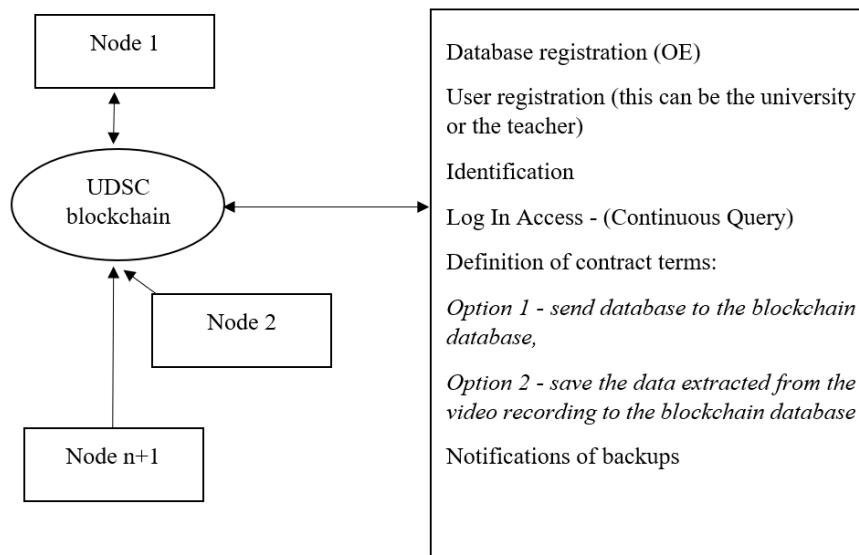 Node 1
UDSC
blockchain
Node 2
Node n+1
Database registration (OE)
User registration (this can be the university
or the teacher)
Identification
Log In Access - (Continuous Query)
Definition of contract terms:
Option 1 - send database to the blockchain
database,
Option 2 - save the data extracted from the
video recording to the blockchain database
Notifications of backups